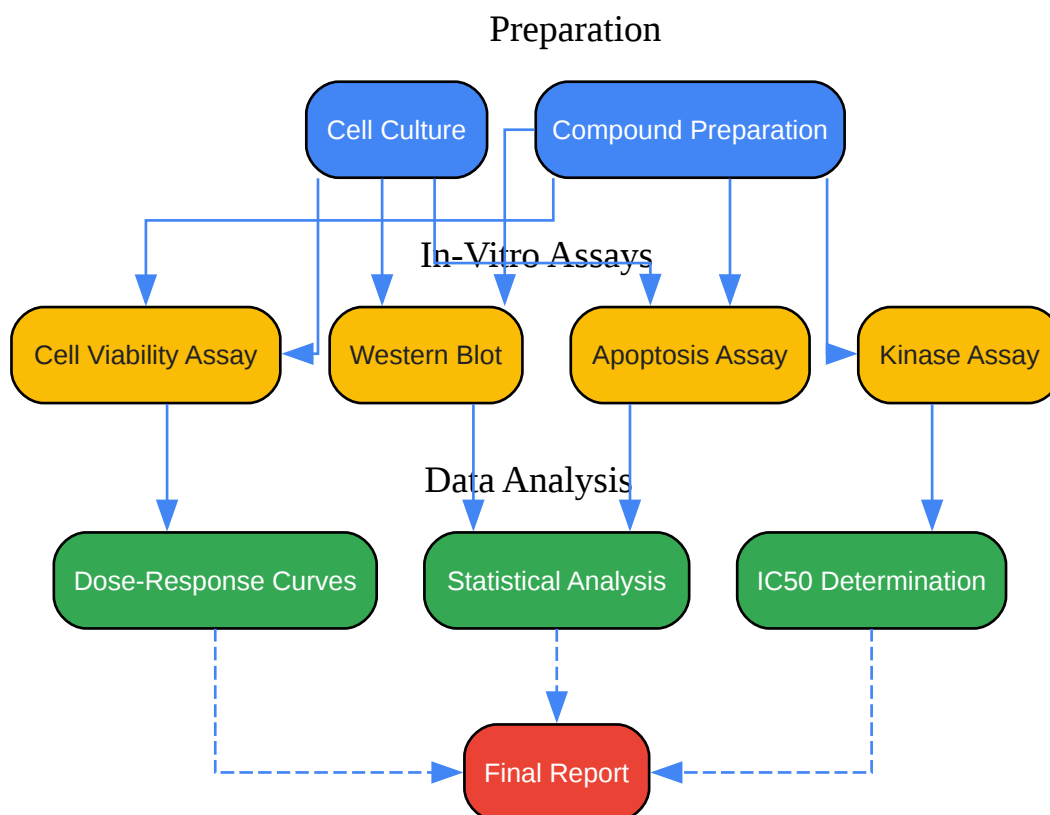 Preparation
Cell Culture
Compound Preparation
In-Vitro Assays
Cell Viability Assay
Western Blot
Apoptosis Assay
Kinase Assay
Data Analysis
Dose-Response Curves
Statistical Analysis
IC50 Determination
Final Report